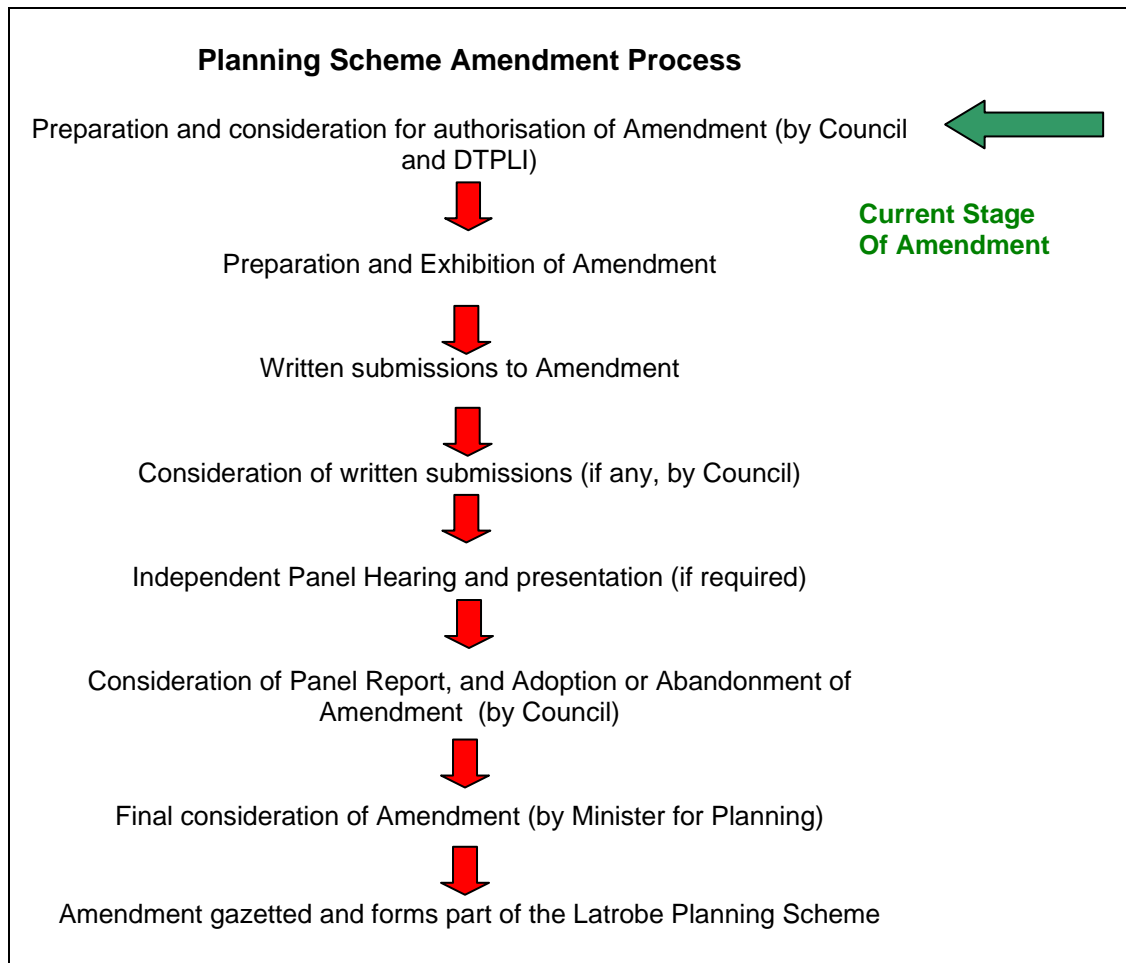 Planning Scheme Amendment Process
Preparation and consideration for authorisation of Amendment (by Council
and DTPLI)
Current Stage
Of Amendment
Preparation and Exhibition of Amendment
Written submissions to Amendment
Consideration of written submissions (if any, by Council)
Independent Panel Hearing and presentation (if required)
Consideration of Panel Report, and Adoption or Abandonment of
Amendment (by Council)
Final consideration of Amendment (by Minister for Planning)
Amendment gazetted and forms part of the Latrobe Planning Scheme